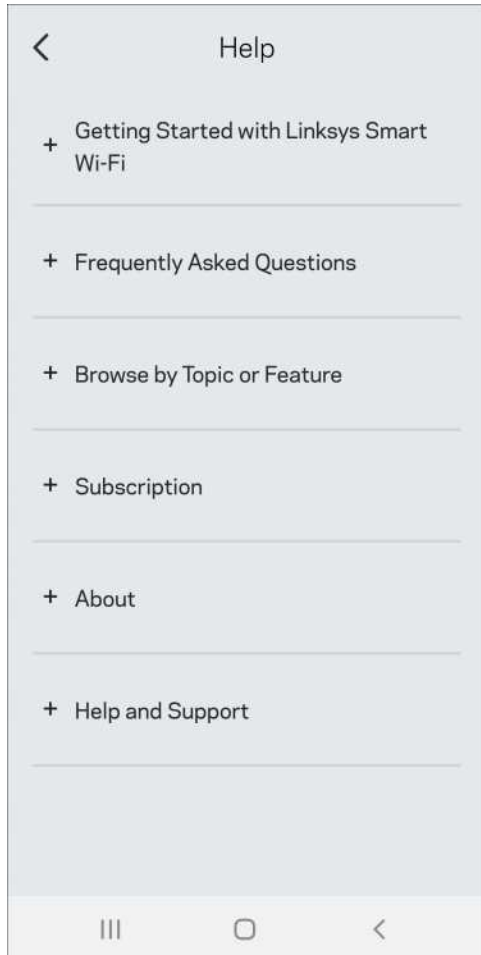 Help
Getting Started with Linksys Smart
Wi-Fi
Frequently Asked Questions
Browse by Topic or Feature
Subscription
About
Help and Support